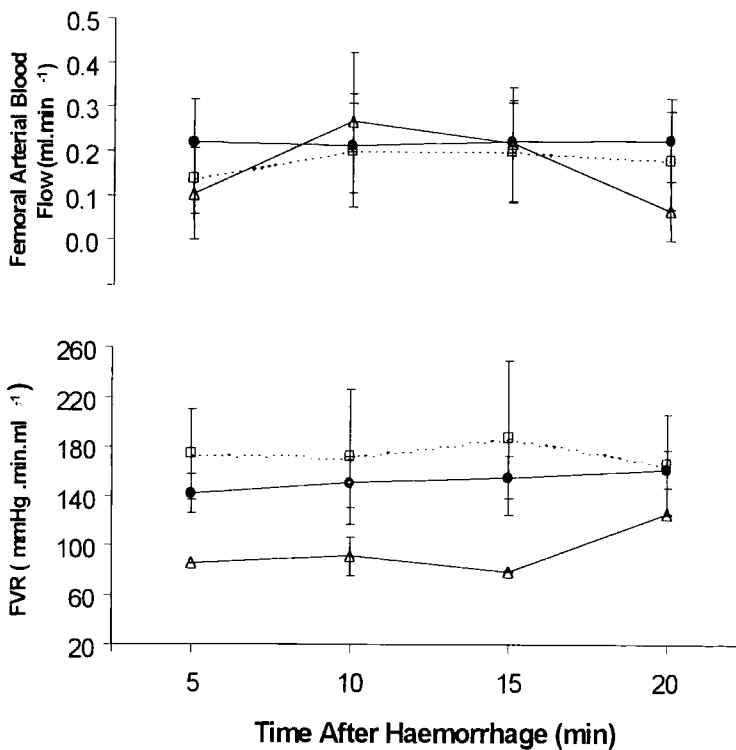 Femoral Arterial Blood
Flow (ml.min -1)
0.5
0.4
0.3
0.2
0.1
0.0
FVR ( mmHg .min.ml -1)
260
220
180
140
100
60
20
5 10 15 20
Time After Haemorrhage (min)